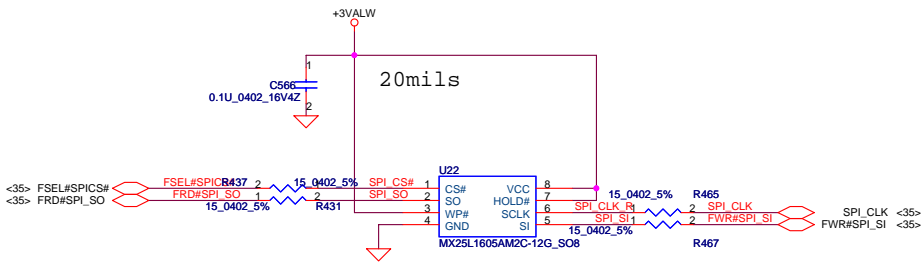 +3VALW
1
C566
0.1U_0402_16V4Z
2
20mils
U22
<35> FSEL#SPICS# FSEL#SPICS# R437 2 15_0402_5% 1 SPI_CS# 1 CS# VCC 8 15_0402_5% R465
<35> FRD#SPI_SO FRD#SPI_SO 1 2 SPI_SO 2 SO HOLD# 7
15_0402_5% R431 3 WP# SCLK 6 SPI_CLK_R 1 2 SPI_CLK SPI_CLK <35>
4 GND SI 5 SPI_SI 1 2 FWR#SPI_SI FWR#SPI_SI <35>
MX25L1605AM2C-12G_SO8 15_0402_5% R467